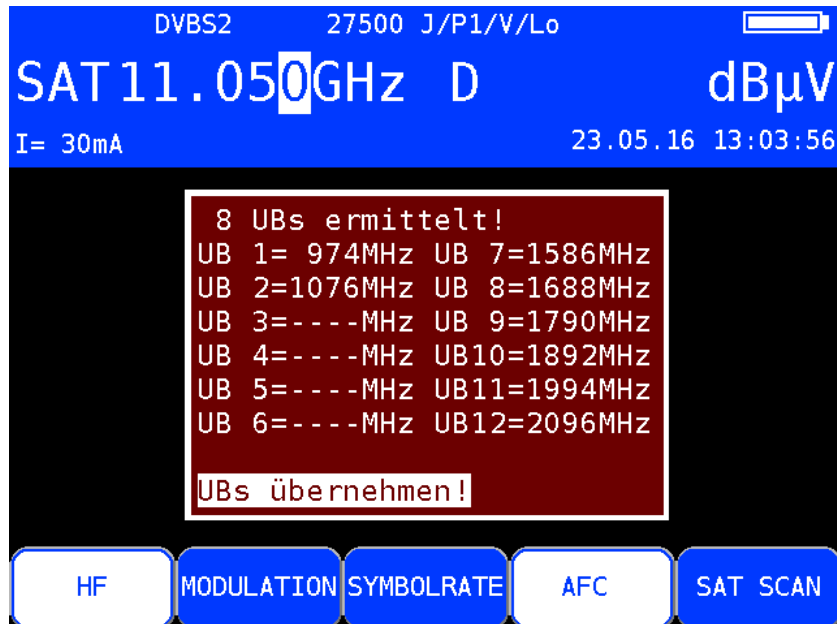 DVBS2 27500 J/P1/V/Lo
SAT11.050GHz D dBµV
I= 30mA 23.05.16 13:03:56
8 UBs ermittelt!
UB 1= 974MHz UB 7=1586MHz
UB 2=1076MHz UB 8=1688MHz
UB 3=----MHz UB 9=1790MHz
UB 4=----MHz UB10=1892MHz
UB 5=----MHz UB11=1994MHz
UB 6=----MHz UB12=2096MHz
UBs übernehmen!
HF MODULATION SYMBOLRATE AFC SAT SCAN